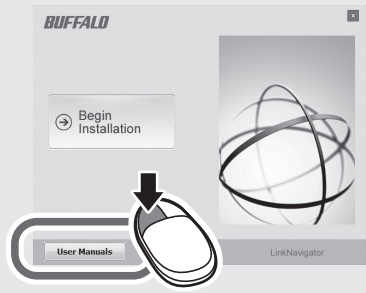 BUFFALO
x
Begin
Installation
User Manuals
LinkNavigator